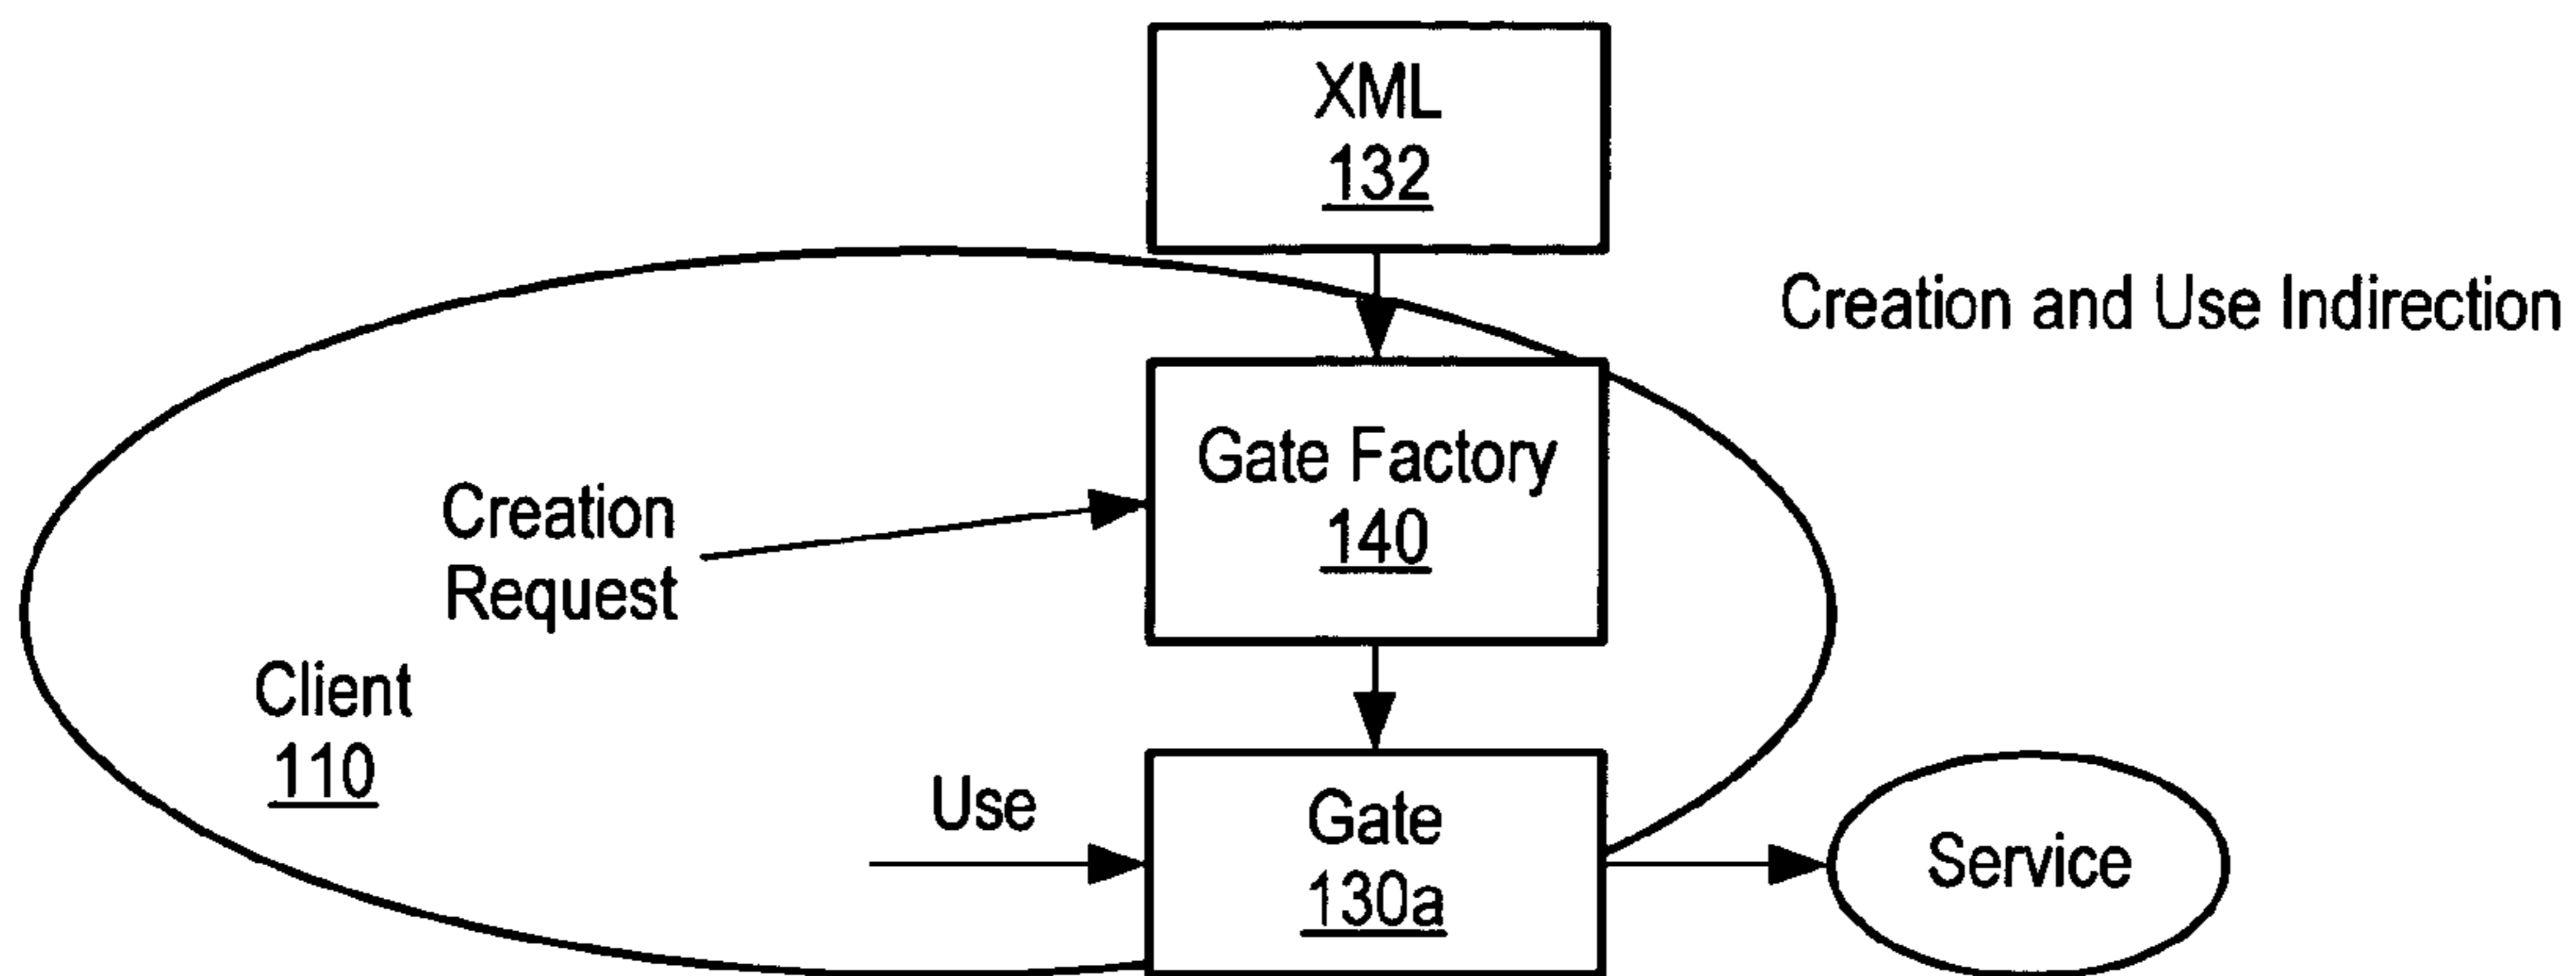 XML
132
Creation and Use Indirection
Gate Factory
140
Creation
Request
Client
110
Use
Gate
130a
Service